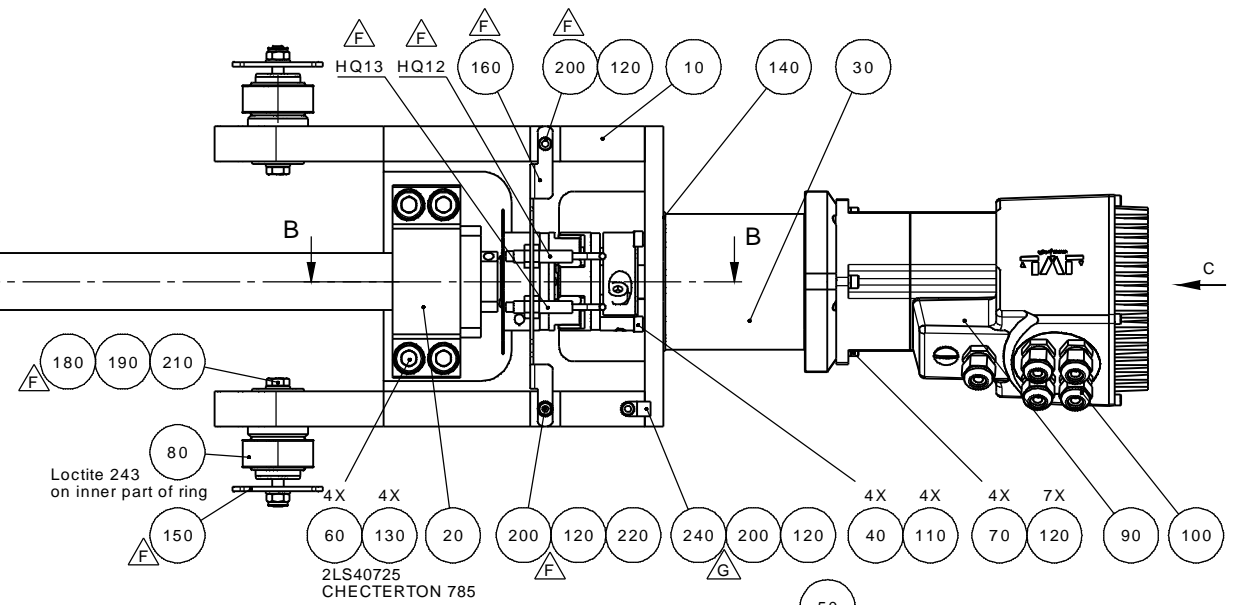 F F F F
HQ13 HQ12 160 200 120 10 140 30
B B
C
180 190 210
F
80
Loctite 243
on inner part of ring
4X 4X 4X 4X 4X 7X
150 60 130 20 200 120 220 240 200 120 40 110 70 120 90 100
F F G
2LS40725
CHECTERTON 785